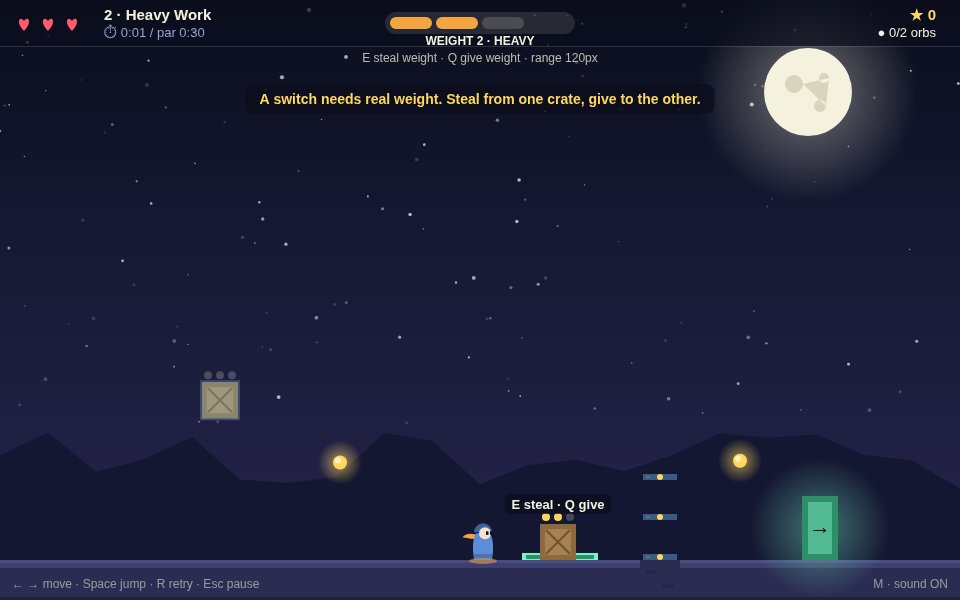 2 · Heavy Work
⏱ 0:01 / par 0:30
WEIGHT 2 · HEAVY
E steal weight · Q give weight · range 120px
★ 0
● 0/2 orbs
A switch needs real weight. Steal from one crate, give to the other.
E steal · Q give
→
← → move · Space jump · R retry · Esc pause
M · sound ON